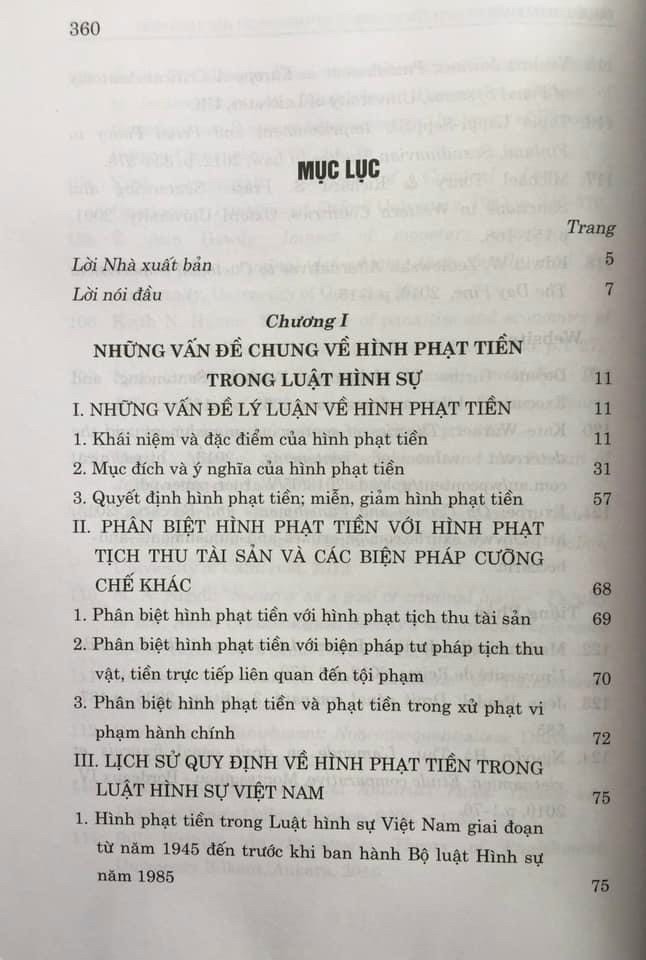 360
MỤC LỤC
Trang
Lời Nhà xuất bản 5
Lời nói đầu 7
Chương I
NHỮNG VẤN ĐỀ CHUNG VỀ HÌNH PHẠT TIỀN
TRONG LUẬT HÌNH SỰ 11
I. NHỮNG VẤN ĐỀ LÝ LUẬN VỀ HÌNH PHẠT TIỀN 11
1. Khái niệm và đặc điểm của hình phạt tiền 11
2. Mục đích và ý nghĩa của hình phạt tiền 31
3. Quyết định hình phạt tiền; miễn, giảm hình phạt tiền 57
II. PHÂN BIỆT HÌNH PHẠT TIỀN VỚI HÌNH PHẠT
TỊCH THU TÀI SẢN VÀ CÁC BIỆN PHÁP CƯỠNG
CHẾ KHÁC 68
1. Phân biệt hình phạt tiền với hình phạt tịch thu tài sản 69
2. Phân biệt hình phạt tiền với biện pháp tư pháp tịch thu
vật, tiền trực tiếp liên quan đến tội phạm 70
3. Phân biệt hình phạt tiền và phạt tiền trong xử phạt vi
phạm hành chính 72
III. LỊCH SỬ QUY ĐỊNH VỀ HÌNH PHẠT TIỀN TRONG
LUẬT HÌNH SỰ VIỆT NAM 75
1. Hình phạt tiền trong Luật hình sự Việt Nam giai đoạn
từ năm 1945 đến trước khi ban hành Bộ luật Hình sự
năm 1985 75